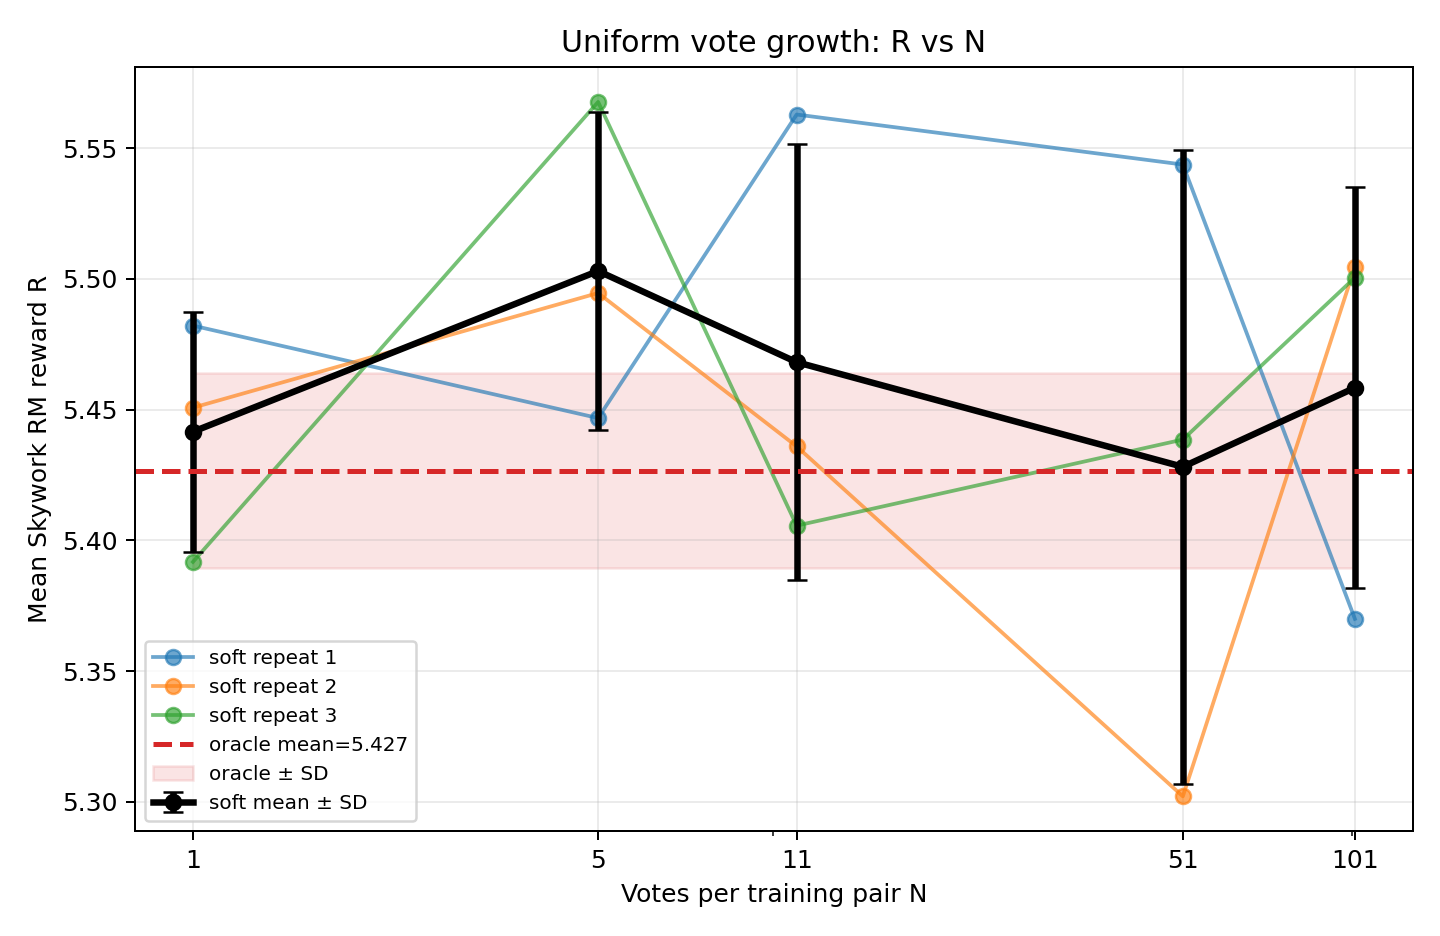 Uniform vote growth: R vs N
Mean Skywork RM reward R
5.55
5.50
5.45
5.40
5.35
5.30
soft repeat 1
soft repeat 2
soft repeat 3
oracle mean=5.427
oracle ± SD
soft mean ± SD
1 5 11 51 101
Votes per training pair N